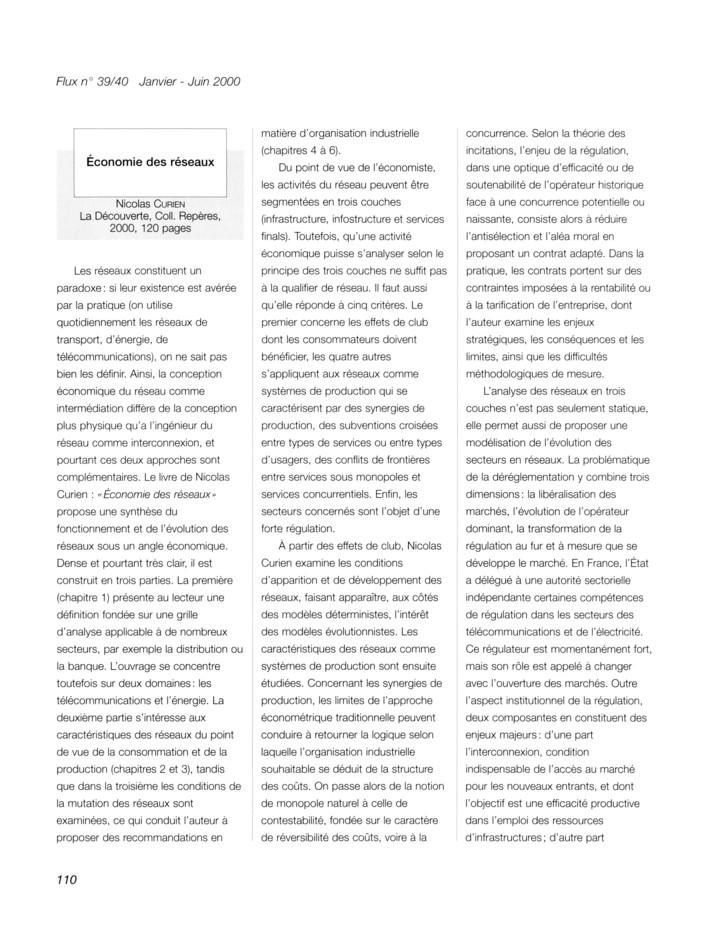 Flux n° 39/40 Janvier - Juin 2000
Économie des réseaux
Nicolas CURIEN
La Découverte, Coll. Repères,
2000, 120 pages
Les réseaux constituent un
paradoxe : si leur existence est avérée
par la pratique (on utilise
quotidiennement les réseaux de
transport, d'énergie, de
télécommunications), on ne sait pas
bien les définir. Ainsi, la conception
économique du réseau comme
intermédiation diffère de la conception
plus physique qu'a l'ingénieur du
réseau comme interconnexion, et
pourtant ces deux approches sont
complémentaires. Le livre de Nicolas
Curien : « Économie des réseaux »
propose une synthèse du
fonctionnement et de l'évolution des
réseaux sous un angle économique.
Dense et pourtant très clair, il est
construit en trois parties. La première
(chapitre 1) présente au lecteur une
définition fondée sur une grille
d'analyse applicable à de nombreux
secteurs, par exemple la distribution ou
la banque. L'ouvrage se concentre
toutefois sur deux domaines : les
télécommunications et l'énergie. La
deuxième partie s'intéresse aux
caractéristiques des réseaux du point
de vue de la consommation et de la
production (chapitres 2 et 3), tandis
que dans la troisième les conditions de
la mutation des réseaux sont
examinées, ce qui conduit l'auteur à
proposer des recommandations en
matière d'organisation industrielle
(chapitres 4 à 6).
Du point de vue de l'économiste,
les activités du réseau peuvent être
segmentées en trois couches
(infrastructure, infostructure et services
finals). Toutefois, qu'une activité
économique puisse s'analyser selon le
principe des trois couches ne suffit pas
à la qualifier de réseau. Il faut aussi
qu'elle réponde à cinq critères. Le
premier concerne les effets de club
dont les consommateurs doivent
bénéficier, les quatre autres
s'appliquent aux réseaux comme
systèmes de production qui se
caractérisent par des synergies de
production, des subventions croisées
entre types de services ou entre types
d'usagers, des conflits de frontières
entre services sous monopoles et
services concurrentiels. Enfin, les
secteurs concernés sont l'objet d'une
forte régulation.
À partir des effets de club, Nicolas
Curien examine les conditions
d'apparition et de développement des
réseaux, faisant apparaître, aux côtés
des modèles déterministes, l'intérêt
des modèles évolutionnistes. Les
caractéristiques des réseaux comme
systèmes de production sont ensuite
étudiées. Concernant les synergies de
production, les limites de l'approche
économétrique traditionnelle peuvent
conduire à retourner la logique selon
laquelle l'organisation industrielle
souhaitable se déduit de la structure
des coûts. On passe alors de la notion
de monopole naturel à celle de
contestabilité, fondée sur le caractère
de réversibilité des coûts, voire à la
concurrence. Selon la théorie des
incitations, l'enjeu de la régulation,
dans une optique d'efficacité ou de
soutenabilité de l'opérateur historique
face à une concurrence potentielle ou
naissante, consiste alors à réduire
l'antisélection et l'aléa moral en
proposant un contrat adapté. Dans la
pratique, les contrats portent sur des
contraintes imposées à la rentabilité ou
à la tarification de l'entreprise, dont
l'auteur examine les enjeux
stratégiques, les conséquences et les
limites, ainsi que les difficultés
méthodologiques de mesure.
L'analyse des réseaux en trois
couches n'est pas seulement statique,
elle permet aussi de proposer une
modélisation de l'évolution des
secteurs en réseaux. La problématique
de la déréglementation y combine trois
dimensions : la libéralisation des
marchés, l'évolution de l'opérateur
dominant, la transformation de la
régulation au fur et à mesure que se
développe le marché. En France, l'État
a délégué à une autorité sectorielle
indépendante certaines compétences
de régulation dans les secteurs des
télécommunications et de l'électricité.
Ce régulateur est momentanément fort,
mais son rôle est appelé à changer
avec l'ouverture des marchés. Outre
l'aspect institutionnel de la régulation,
deux composantes en constituent des
enjeux majeurs : d'une part
l'interconnexion, condition
indispensable de l'accès au marché
pour les nouveaux entrants, et dont
l'objectif est une efficacité productive
dans l'emploi des ressources
d'infrastructures ; d'autre part
110